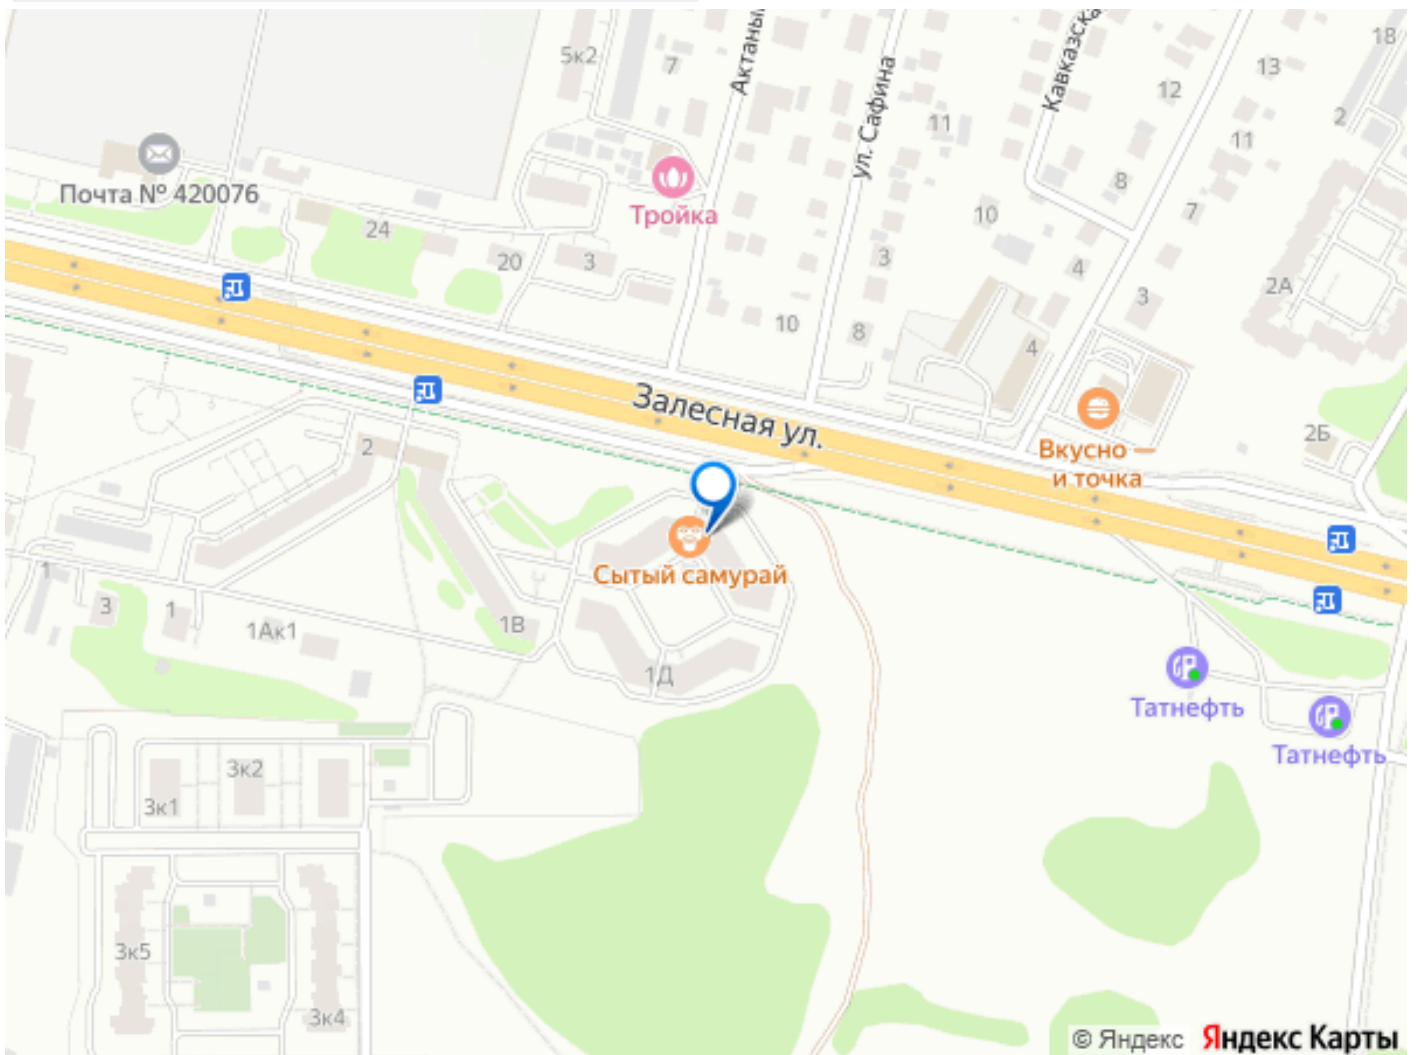 5к2
7
Актаны
ул. Сафина
Кавказска
18
13
12
11
2
11
Почта № 420076
Тройка
8
10
7
24
20
3
3
4
2А
3
10
8
4
Залесная ул.
Вкусно —
и точка
2Б
2
Сытый самурай
1
3
1
1Ак1
1В
1Д
Татнефть
Татнефть
3к2
3к1
3к5
3к4
© Яндекс Яндекс Карты